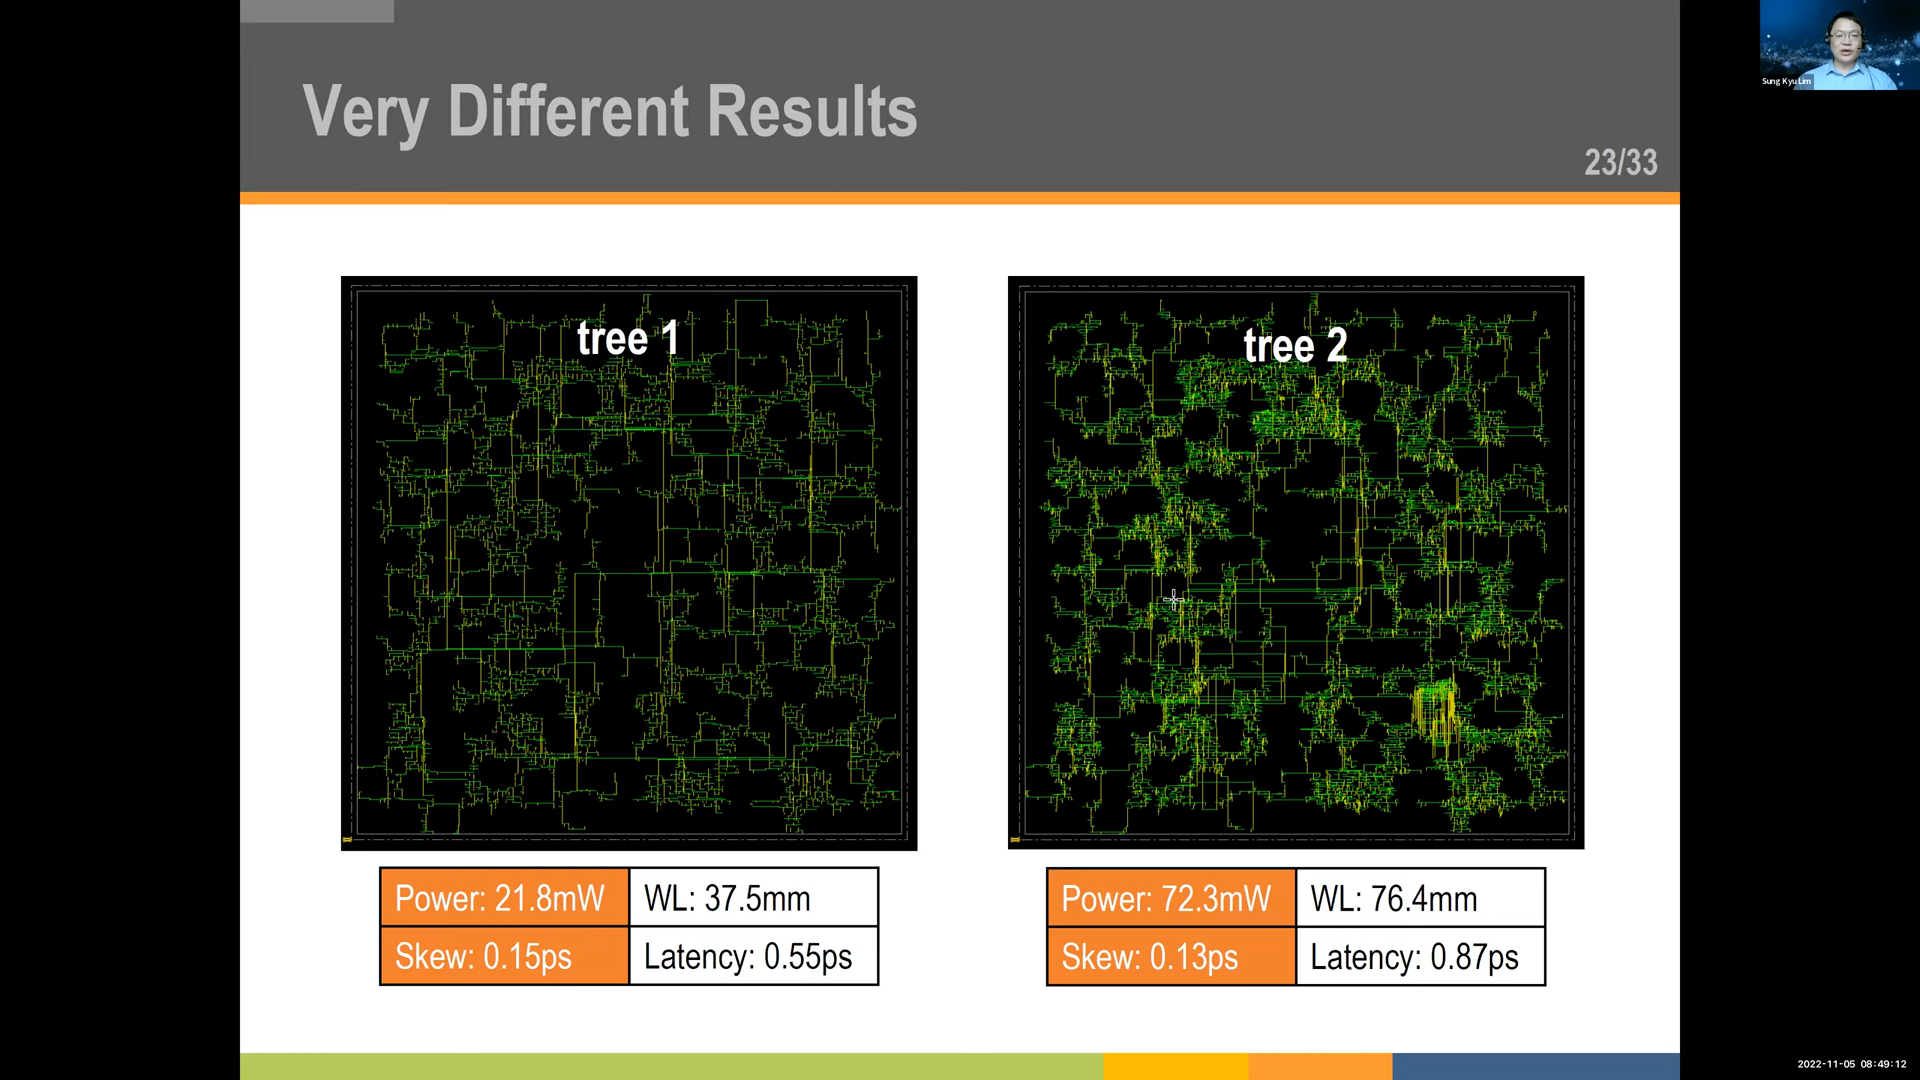 Very Different Results
23/33
Sung Kyu Lim
tree 1
tree 2
Power: 21.8mW
WL: 37.5mm
Skew: 0.15ps
Latency: 0.55ps
Power: 72.3mW
WL: 76.4mm
Skew: 0.13ps
Latency: 0.87ps
2022-11-05 08:49:12